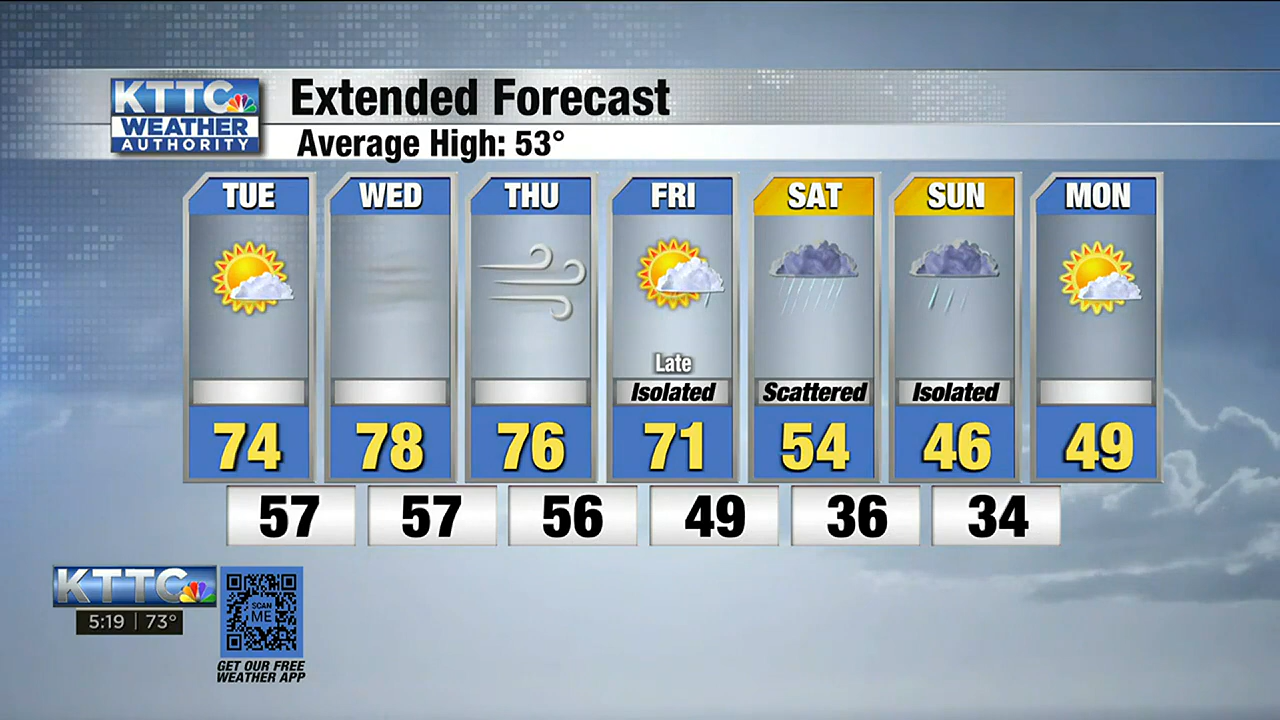 KTTC
WEATHER
AUTHORITY
Extended Forecast
Average High: 53°
TUE WED THU FRI SAT SUN MON
Late
Isolated Scattered Isolated
74 78 76 71 54 46 49
57 57 56 49 36 34
KTTC
5:19 73°
SCAN
ME
GET OUR FREE
WEATHER APP